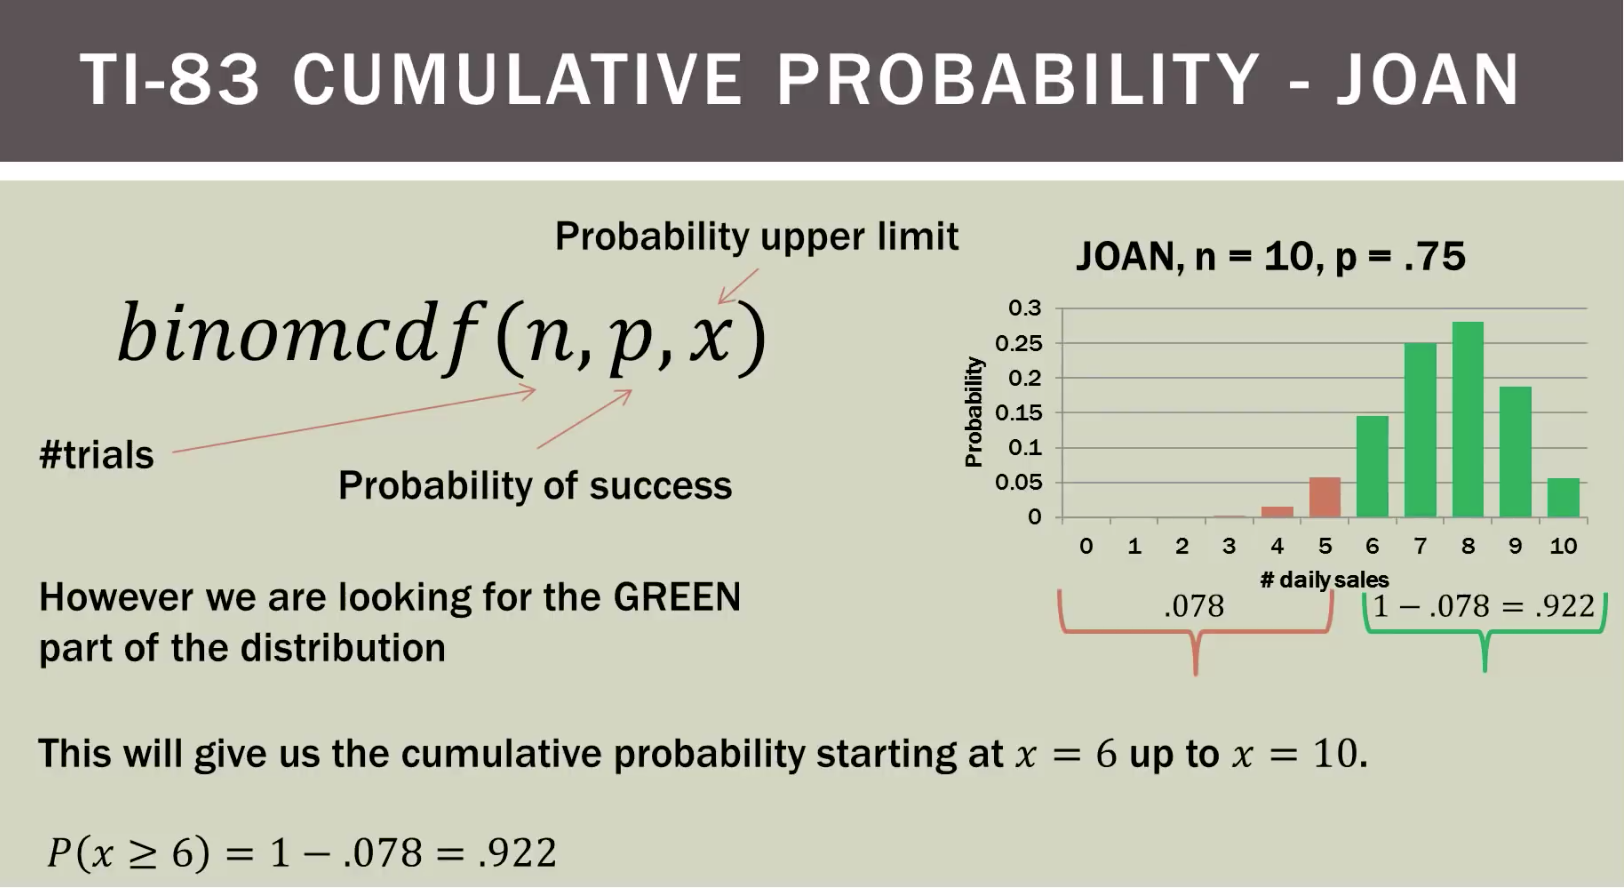 TI-83 CUMULATIVE PROBABILITY - JOAN
Probability upper limit
binomcdf(n, p, x)
#trials
Probability of success
JOAN, n = 10, p = .75
Probability
0.3
0.25
0.2
0.15
0.1
0.05
0
0 1 2 3 4 5 6 7 8 9 10
# daily sales
.078
1 − .078 = .922
However we are looking for the GREEN
part of the distribution
This will give us the cumulative probability starting at x = 6 up to x = 10.
P(x ≥ 6) = 1 − .078 = .922